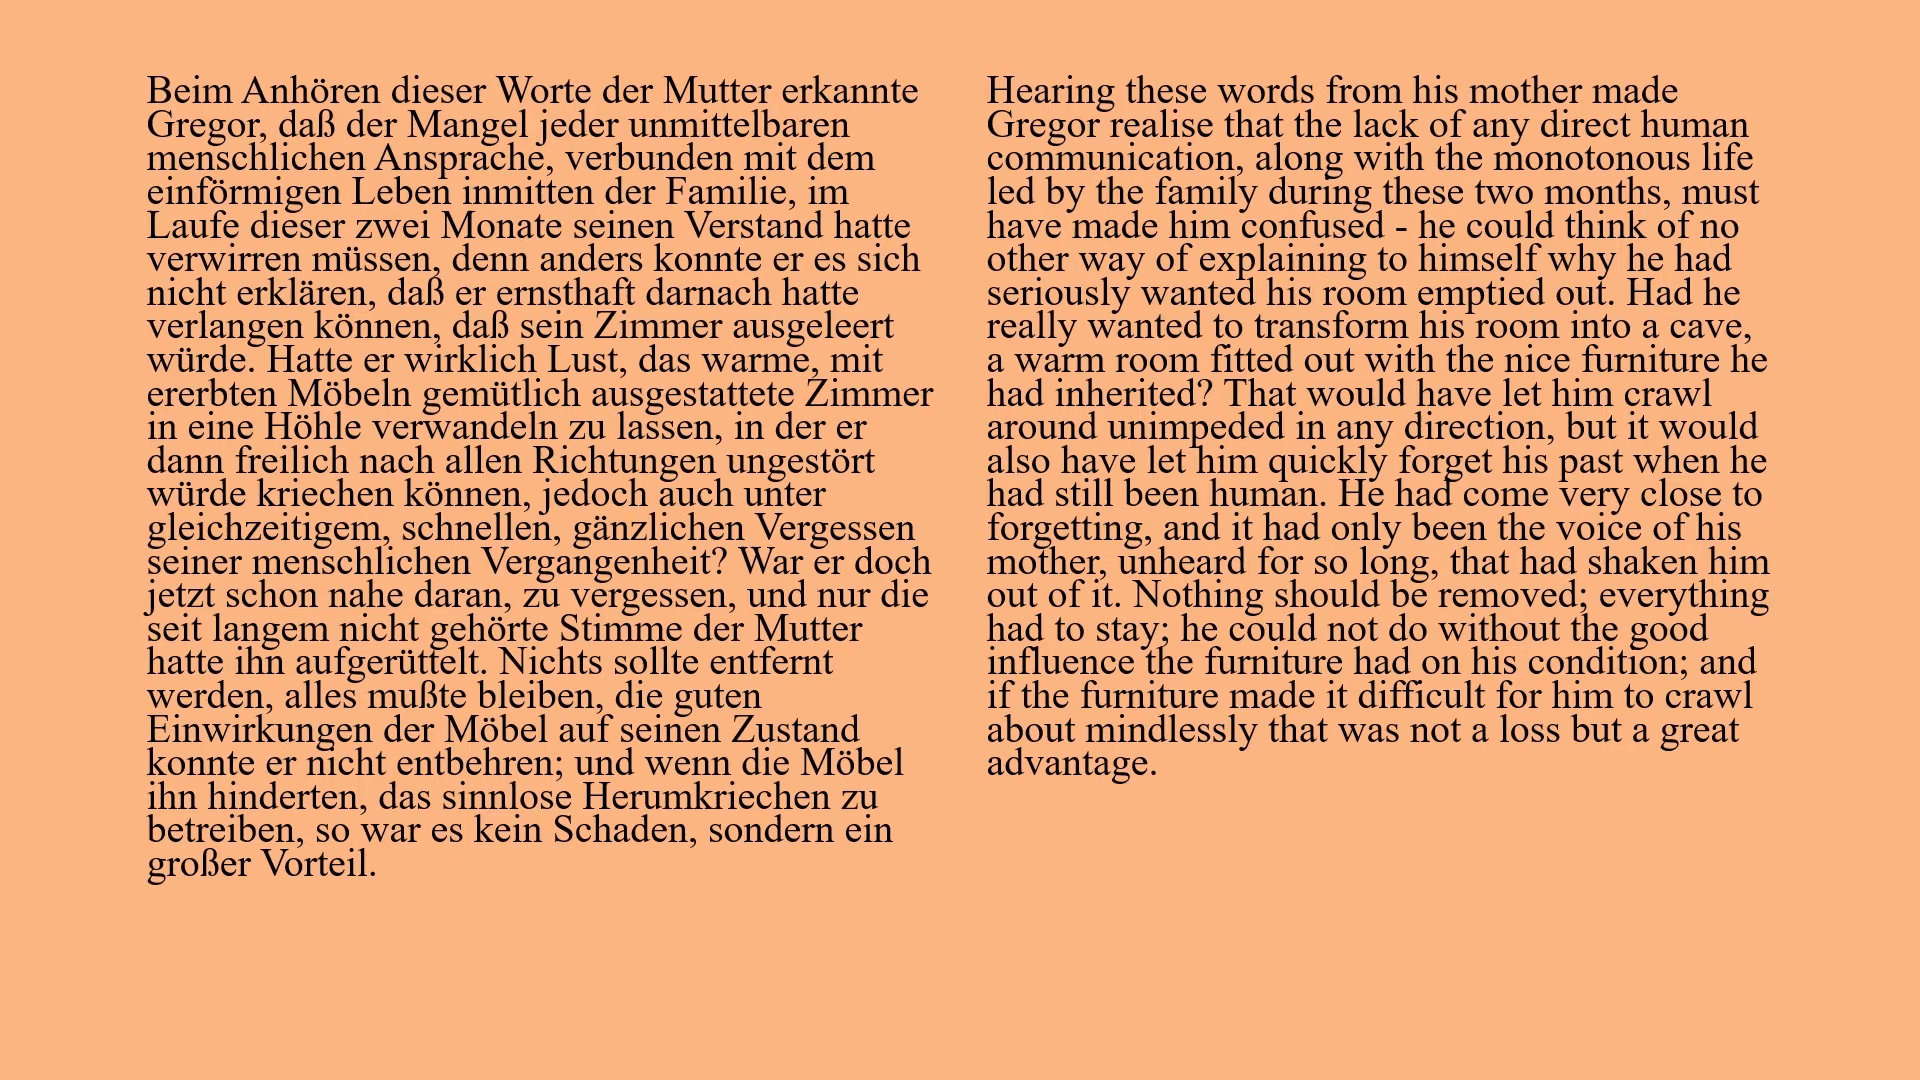 Beim Anhören dieser Worte der Mutter erkannte
Gregor, daß der Mangel jeder unmittelbaren
menschlichen Ansprache, verbunden mit dem
einförmigen Leben inmitten der Familie, im
Laufe dieser zwei Monate seinen Verstand hatte
verwirren müssen, denn anders konnte er es sich
nicht erklären, daß er ernsthaft darnach hatte
verlangen können, daß sein Zimmer ausgeleert
würde. Hatte er wirklich Lust, das warme, mit
ererbten Möbeln gemütlich ausgestattete Zimmer
in eine Höhle verwandeln zu lassen, in der er
dann freilich nach allen Richtungen ungestört
würde kriechen können, jedoch auch unter
gleichzeitigem, schnellen, gänzlichen Vergessen
seiner menschlichen Vergangenheit? War er doch
jetzt schon nahe daran, zu vergessen, und nur die
seit langem nicht gehörte Stimme der Mutter
hatte ihn aufgerüttelt. Nichts sollte entfernt
werden, alles mußte bleiben, die guten
Einwirkungen der Möbel auf seinen Zustand
konnte er nicht entbehren; und wenn die Möbel
ihn hinderten, das sinnlose Herumkriechen zu
betreiben, so war es kein Schaden, sondern ein
großer Vorteil.
Hearing these words from his mother made
Gregor realise that the lack of any direct human
communication, along with the monotonous life
led by the family during these two months, must
have made him confused - he could think of no
other way of explaining to himself why he had
seriously wanted his room emptied out. Had he
really wanted to transform his room into a cave,
a warm room fitted out with the nice furniture he
had inherited? That would have let him crawl
around unimpeded in any direction, but it would
also have let him quickly forget his past when he
had still been human. He had come very close to
forgetting, and it had only been the voice of his
mother, unheard for so long, that had shaken him
out of it. Nothing should be removed; everything
had to stay; he could not do without the good
influence the furniture had on his condition; and
if the furniture made it difficult for him to crawl
about mindlessly that was not a loss but a great
advantage.